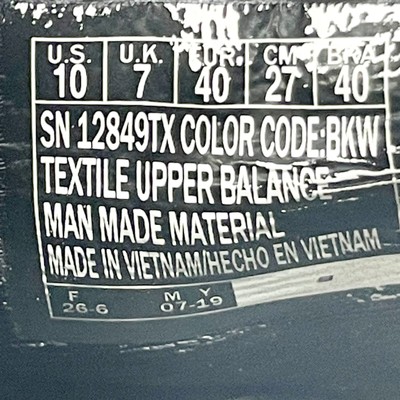 U.S. U.K. EUR. CM BRA
10 7 40 27 40
SN 12849TX COLOR CODE:BKW
TEXTILE UPPER BALANCE
MAN MADE MATERIAL
MADE IN VIETNAM/HECHO EN VIETNAM
F M Y
26-6 07-19